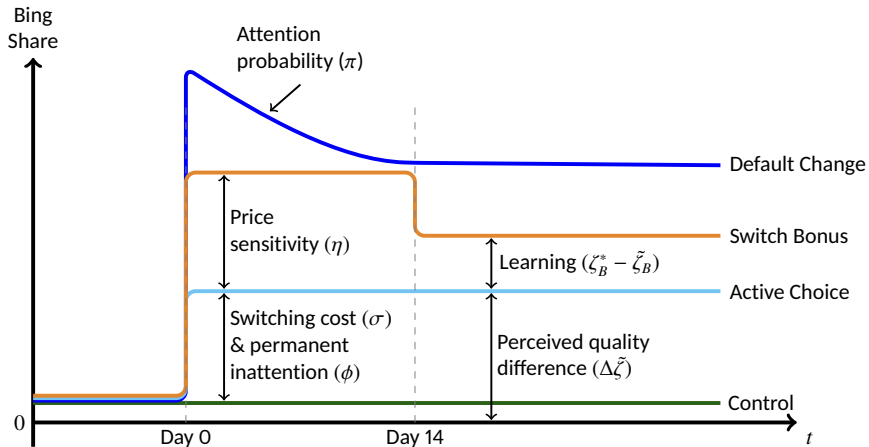 Bing
Share
Attention
probability (π)
Default Change
Price
sensitivity (η)
Switch Bonus
Learning (ζ*_B − ζ̃_B)
Active Choice
Switching cost (σ)
& permanent
inattention (ϕ)
Perceived quality
difference (Δζ̃)
Control
0
Day 0
Day 14
t